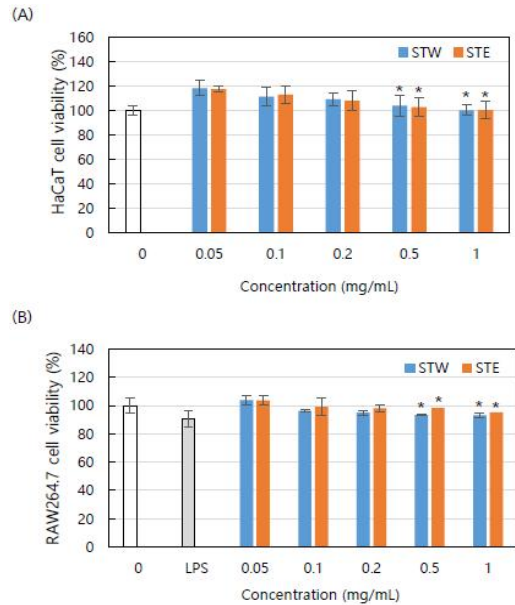 (A)
160
140
120
100
80
60
40
20
0
HaCaT cell viability (%)
STW STE
* * * *
0 0.05 0.1 0.2 0.5 1
Concentration (mg/mL)
(B)
140
120
100
80
60
40
20
0
RAW264.7 cell viability (%)
STW STE
* * * *
0 LPS 0.05 0.1 0.2 0.5 1
Concentration (mg/mL)